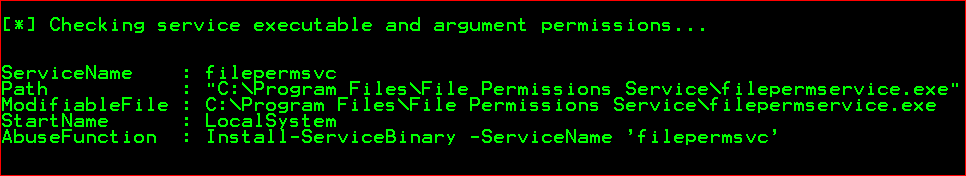 [*] Checking service executable and argument permissions...
ServiceName    : filepermsvc
Path           : "C:\Program Files\File Permissions Service\filepermservice.exe"
ModifiableFile : C:\Program Files\File Permissions Service\filepermservice.exe
StartName      : LocalSystem
AbuseFunction  : Install-ServiceBinary -ServiceName 'filepermsvc'